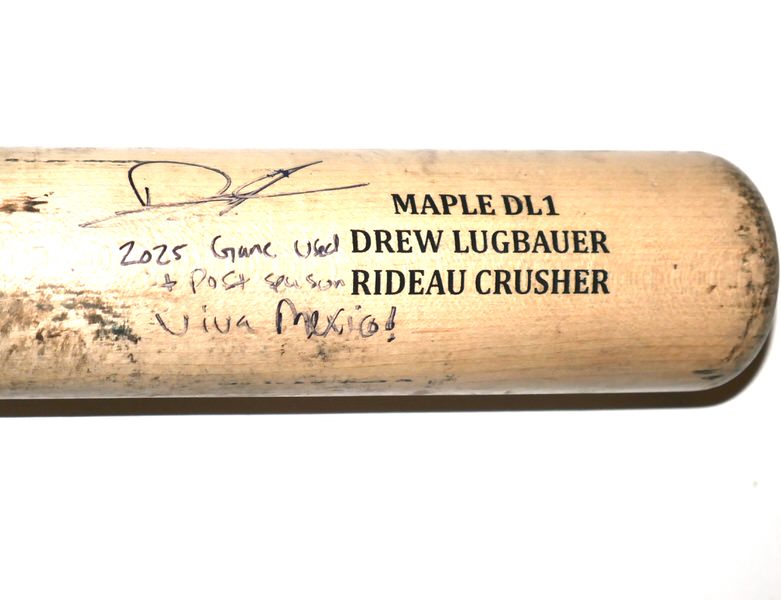 MAPLE DL1
DREW LUGBAUER
RIDEAU CRUSHER
2025 Game Used
+ Post season
Viva Mexico!